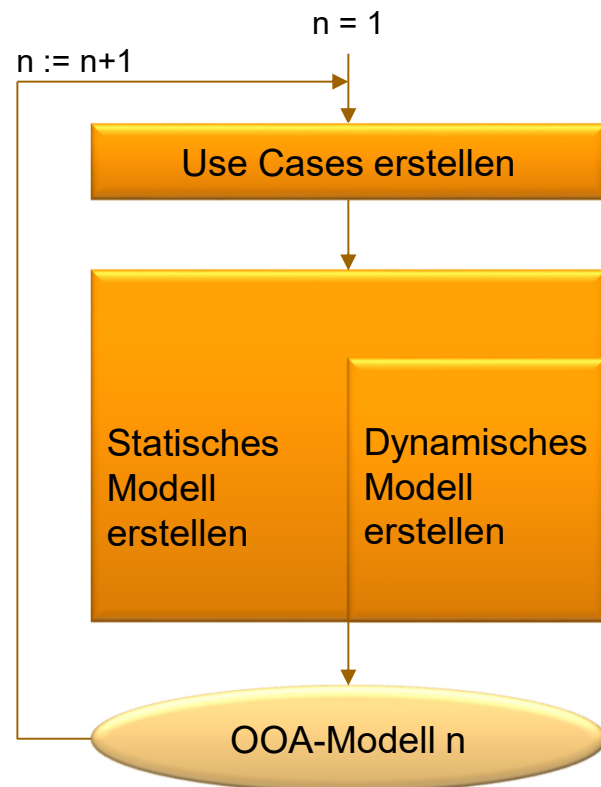 n = 1
n := n+1
Use Cases erstellen
Statisches
Modell
erstellen
Dynamisches
Modell
erstellen
OOA-Modell n